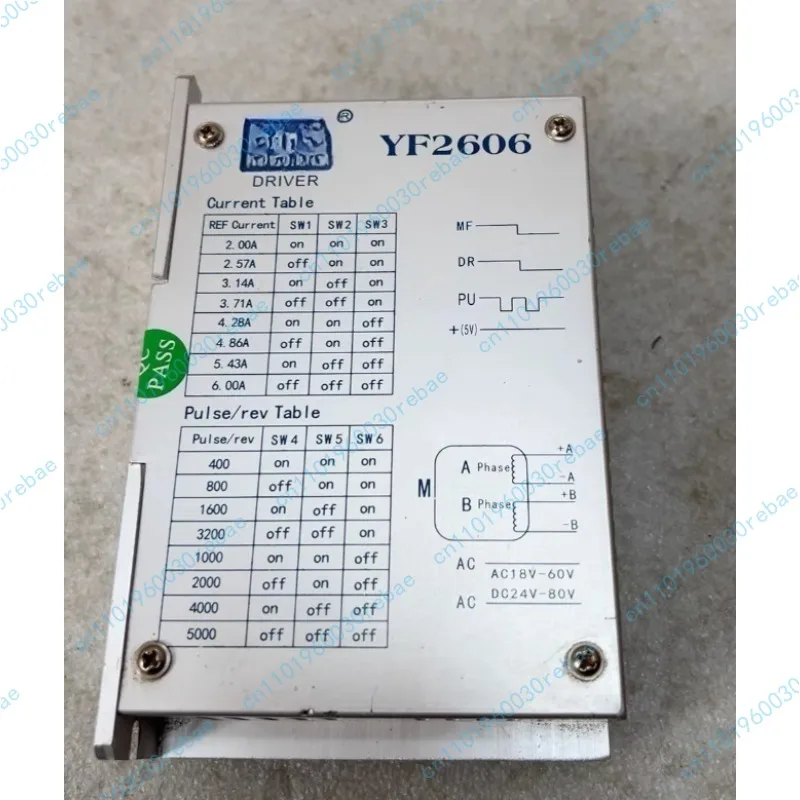 ®
YF2606
DRIVER
Current Table
REF Current SW1 SW2 SW3
2.00A on on on
2.57A off on on
3.14A on off on
3.71A off off on
4.28A on on off
4.86A off on off
5.43A on off off
6.00A off off off
MF
DR
PU
+(5V)
PASS
Pulse/rev Table
Pulse/rev SW4 SW5 SW6
400 on on on
800 off on on
1600 on off on
3200 off off on
1000 on on off
2000 off on off
4000 on off off
5000 off off off
M
A Phase
B Phase
+A
-A
+B
-B
AC
AC18V-60V
DC24V-80V
AC
cn1101960030rebae